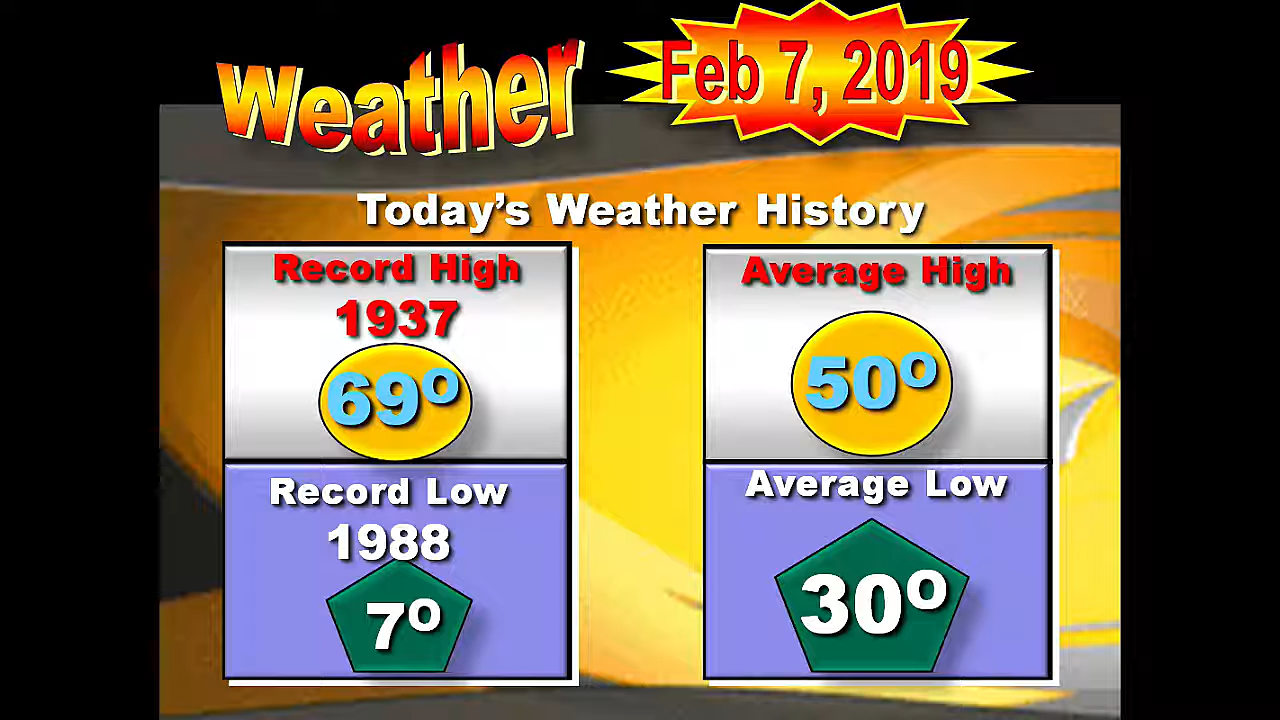 Weather
Feb 7, 2019
Today's Weather History
Record High
1937
69º
Average High
50º
Record Low
1988
7º
Average Low
30º